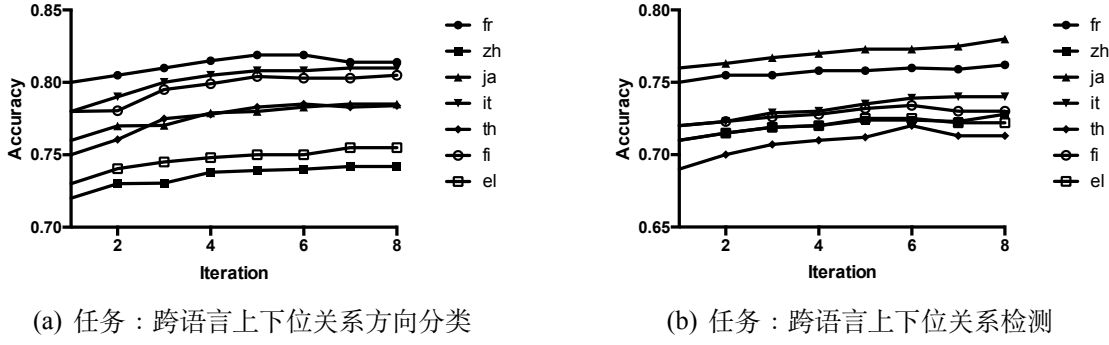 0.85
0.80
0.75
0.70
Accuracy
2
4
6
8
Iteration
fr
zh
ja
it
th
fi
el
(a) 任务：跨语言上下位关系方向分类
0.80
0.75
0.70
0.65
Accuracy
2
4
6
8
Iteration
fr
zh
ja
it
th
fi
el
(b) 任务：跨语言上下位关系检测